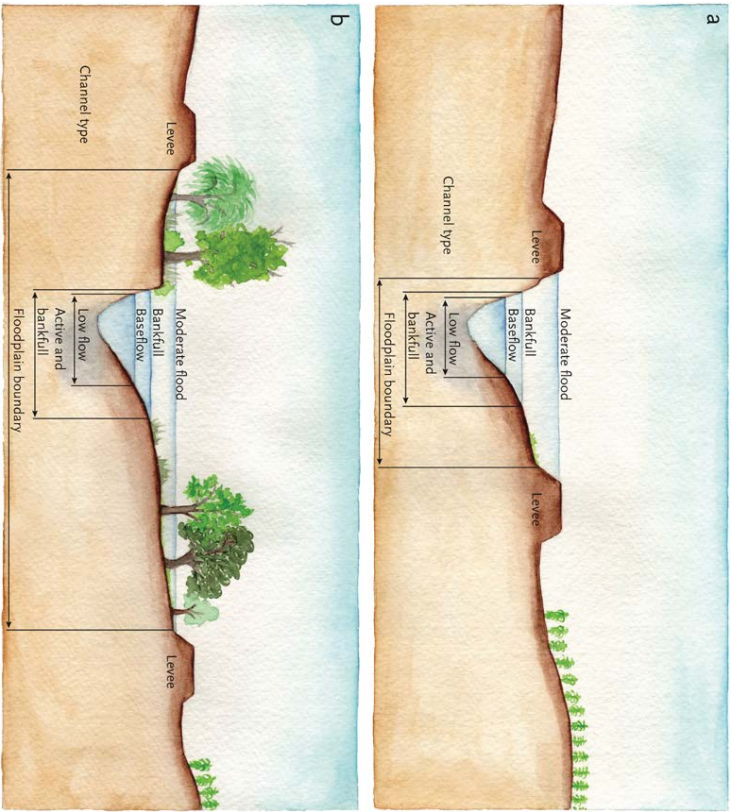 a
Levee
Moderate flood
Bankfull
Baseflow
Levee
Channel type
Low flow
Active and
bankfull
Floodplain boundary
b
Levee
Moderate flood
Bankfull
Baseflow
Levee
Channel type
Low flow
Active and
bankfull
Floodplain boundary